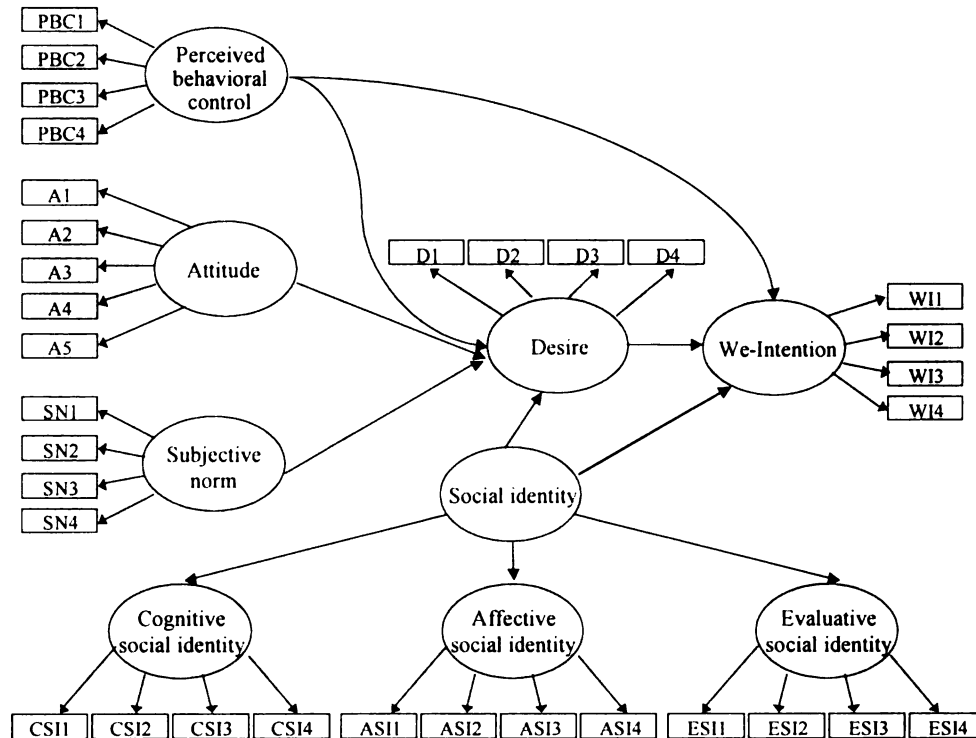 PBC1
PBC2
PBC3
PBC4
Perceived
behavioral
control
A1
A2
A3
A4
A5
Attitude
D1
D2
D3
D4
Desire
We-Intention
WI1
WI2
WI3
WI4
SN1
SN2
SN3
SN4
Subjective
norm
Social identity
Cognitive
social identity
Affective
social identity
Evaluative
social identity
CSI1
CSI2
CSI3
CSI4
ASI1
ASI2
ASI3
ASI4
ESI1
ESI2
ESI3
ESI4